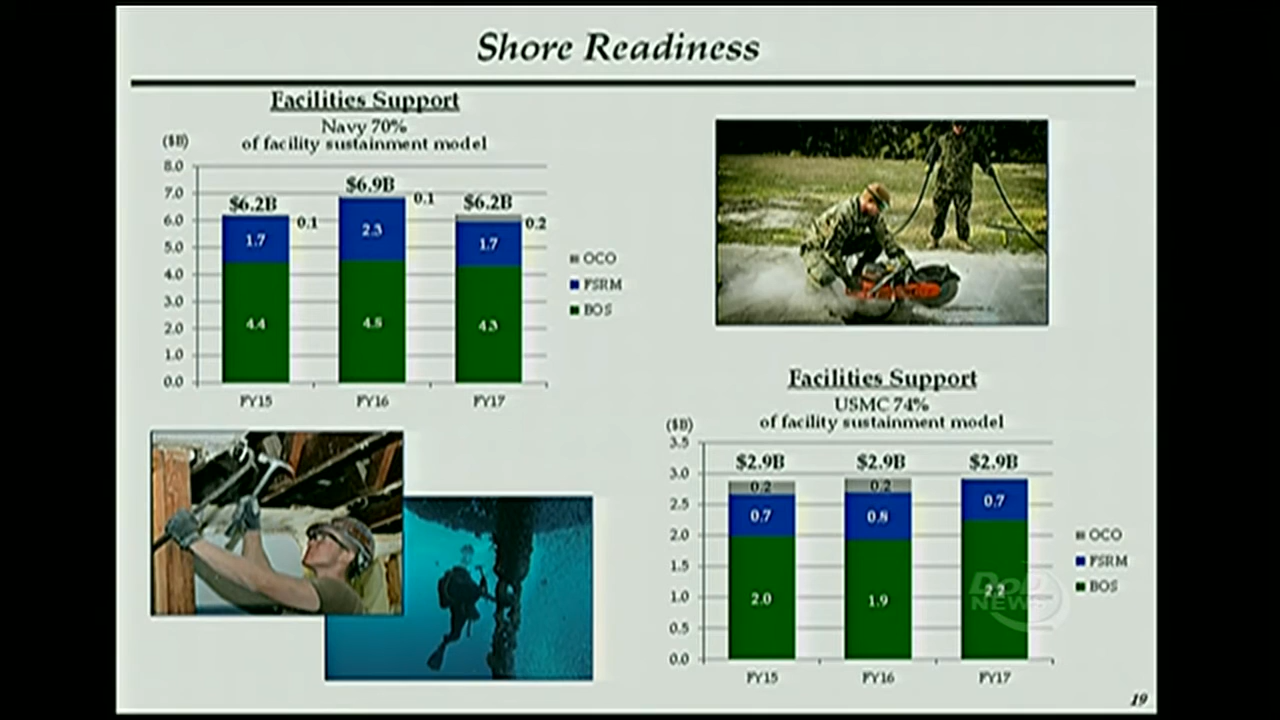 Shore Readiness
Facilities Support
Navy 70%
of facility sustainment model
($B)
8.0
7.0
6.0
5.0
4.0
3.0
2.0
1.0
0.0
$6.2B
$6.9B
$6.2B
0.1
0.1
0.2
1.7
2.3
1.7
4.4
4.5
4.3
FY15
FY16
FY17
OCO
FSRM
BOS
Facilities Support
USMC 74%
of facility sustainment model
($B)
3.5
3.0
2.5
2.0
1.5
1.0
0.5
0.0
$2.9B
$2.9B
$2.9B
0.2
0.2
0.7
0.8
0.7
2.0
1.9
2.2
FY15
FY16
FY17
OCO
FSRM
BOS
DoD
NEWS
19